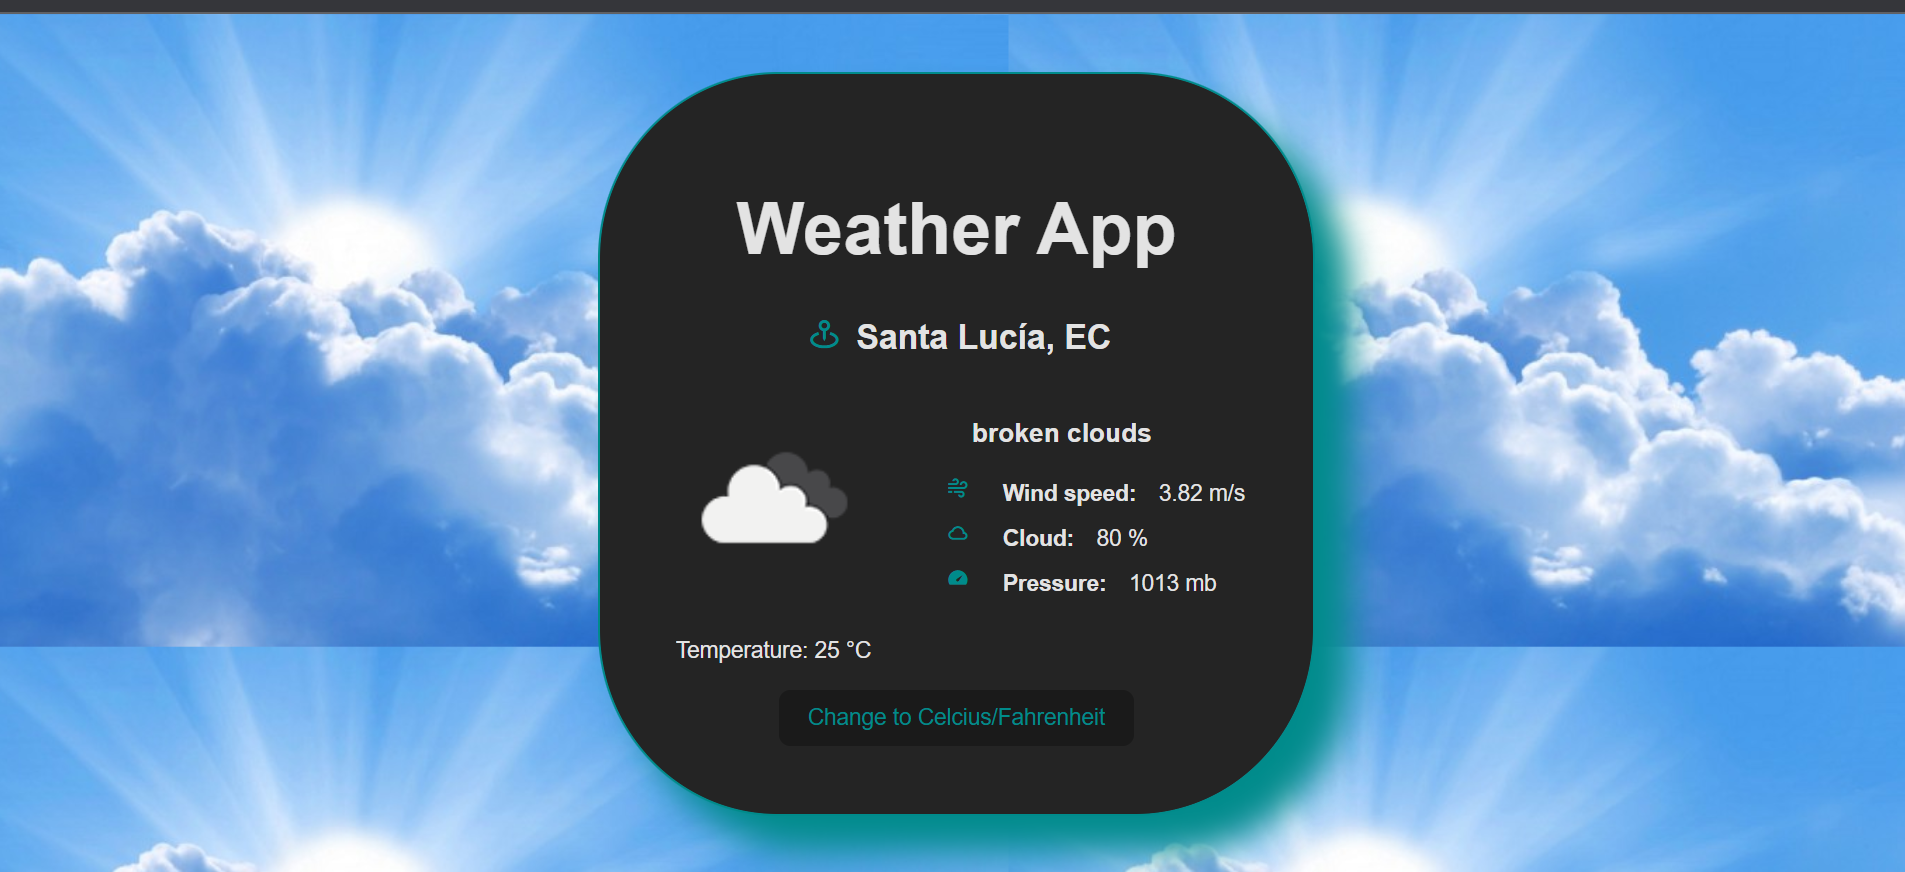 Weather App
Santa Lucía, EC
broken clouds
Wind speed: 3.82 m/s
Cloud: 80 %
Pressure: 1013 mb
Temperature: 25 °C
Change to Celcius/Fahrenheit